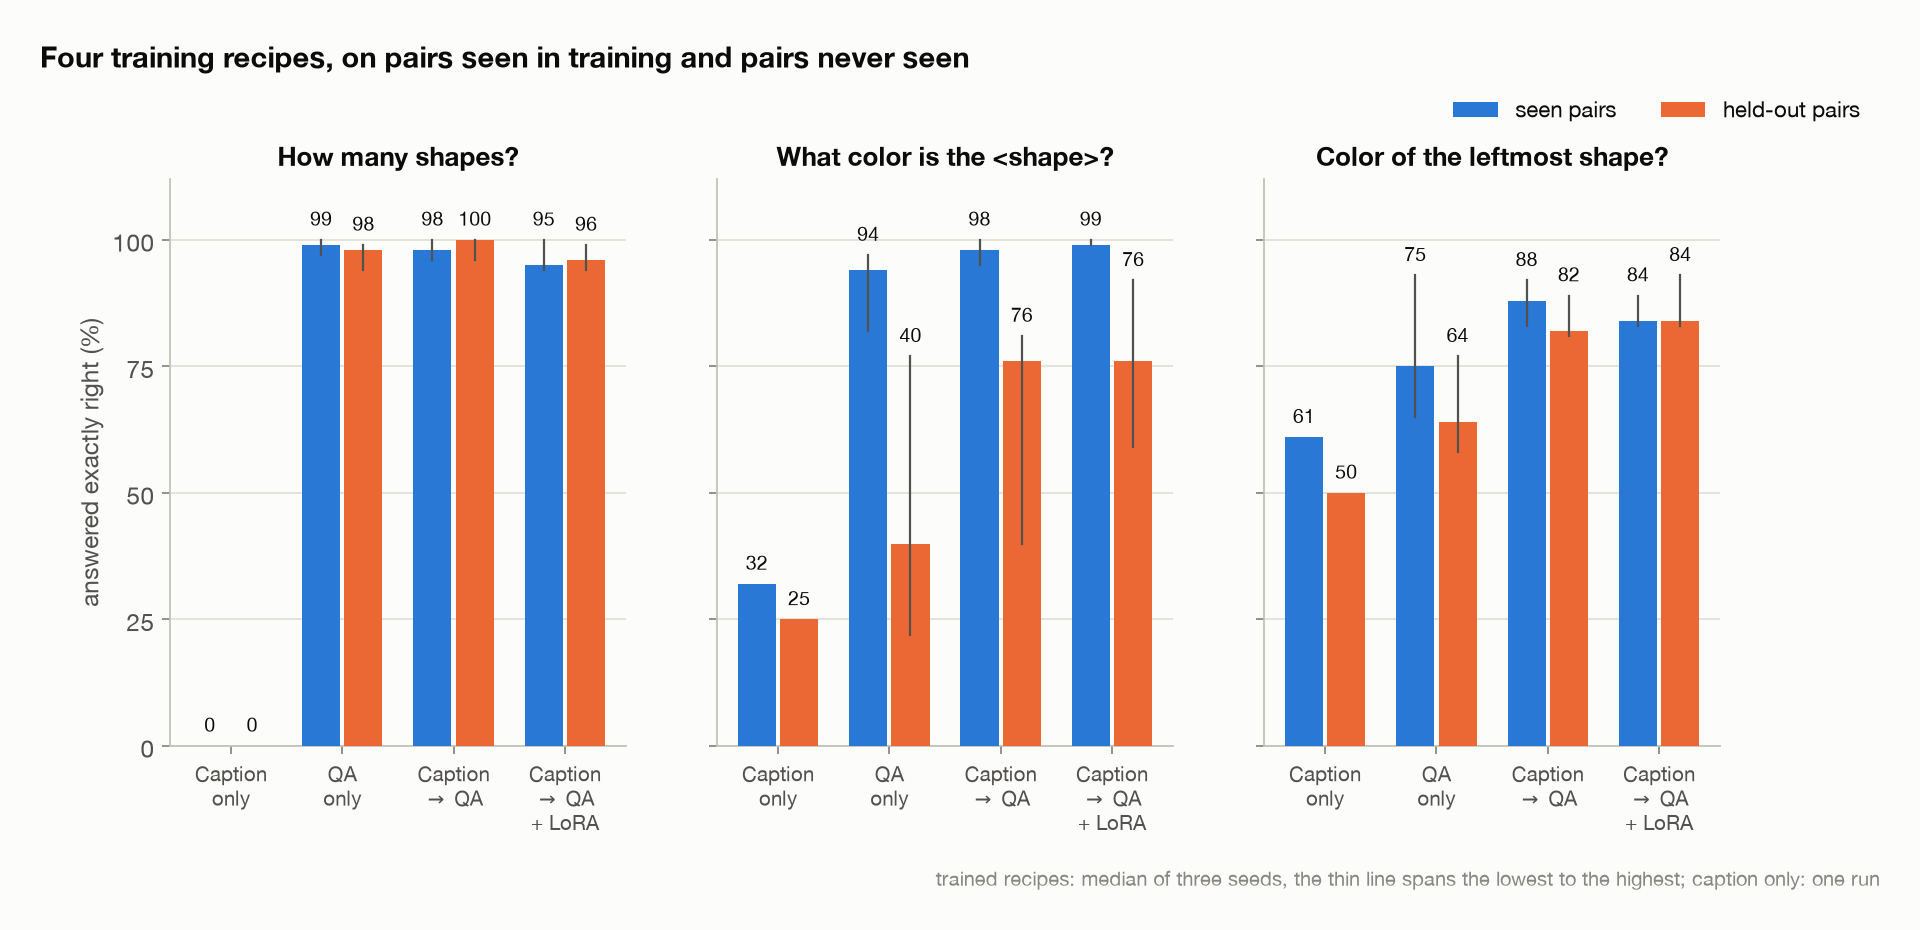 Four training recipes, on pairs seen in training and pairs never seen
seen pairs
held-out pairs
How many shapes?
What color is the <shape>?
Color of the leftmost shape?
answered exactly right (%)
100
75
50
25
0
0 0 99 98 98 100 95 96
32 25 94 40 98 76 99 76
61 50 75 64 88 82 84 84
Caption only
QA only
Caption → QA
Caption → QA + LoRA
Caption only
QA only
Caption → QA
Caption → QA + LoRA
Caption only
QA only
Caption → QA
Caption → QA + LoRA
trained recipes: median of three seeds, the thin line spans the lowest to the highest; caption only: one run